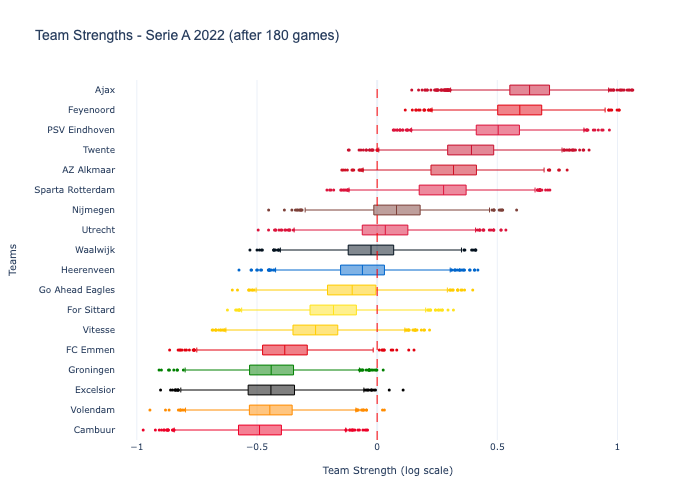 Team Strengths - Serie A 2022 (after 180 games)
Ajax
Feyenoord
PSV Eindhoven
Twente
AZ Alkmaar
Sparta Rotterdam
Nijmegen
Utrecht
Waalwijk
Heerenveen
Go Ahead Eagles
For Sittard
Vitesse
FC Emmen
Groningen
Excelsior
Volendam
Cambuur
Teams
−1
−0.5
0
0.5
1
Team Strength (log scale)